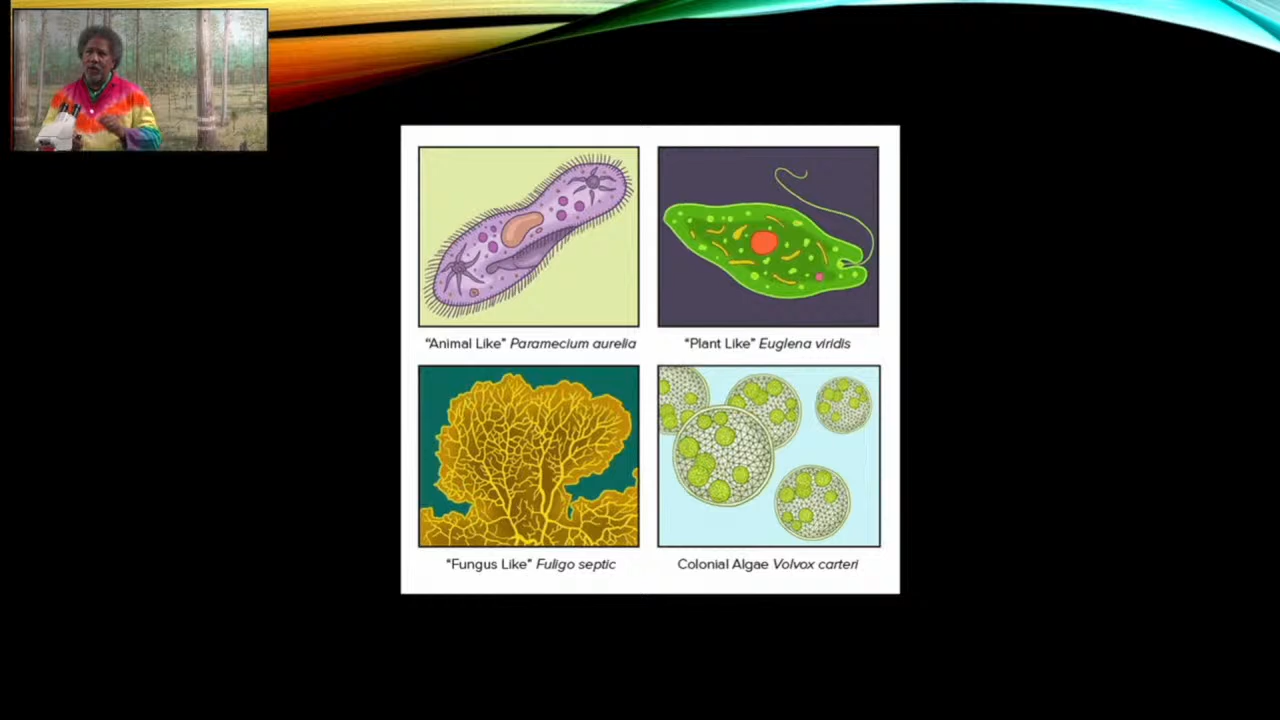 "Animal Like" Paramecium aurelia
"Plant Like" Euglena viridis
"Fungus Like" Fuligo septic
Colonial Algae Volvox carteri